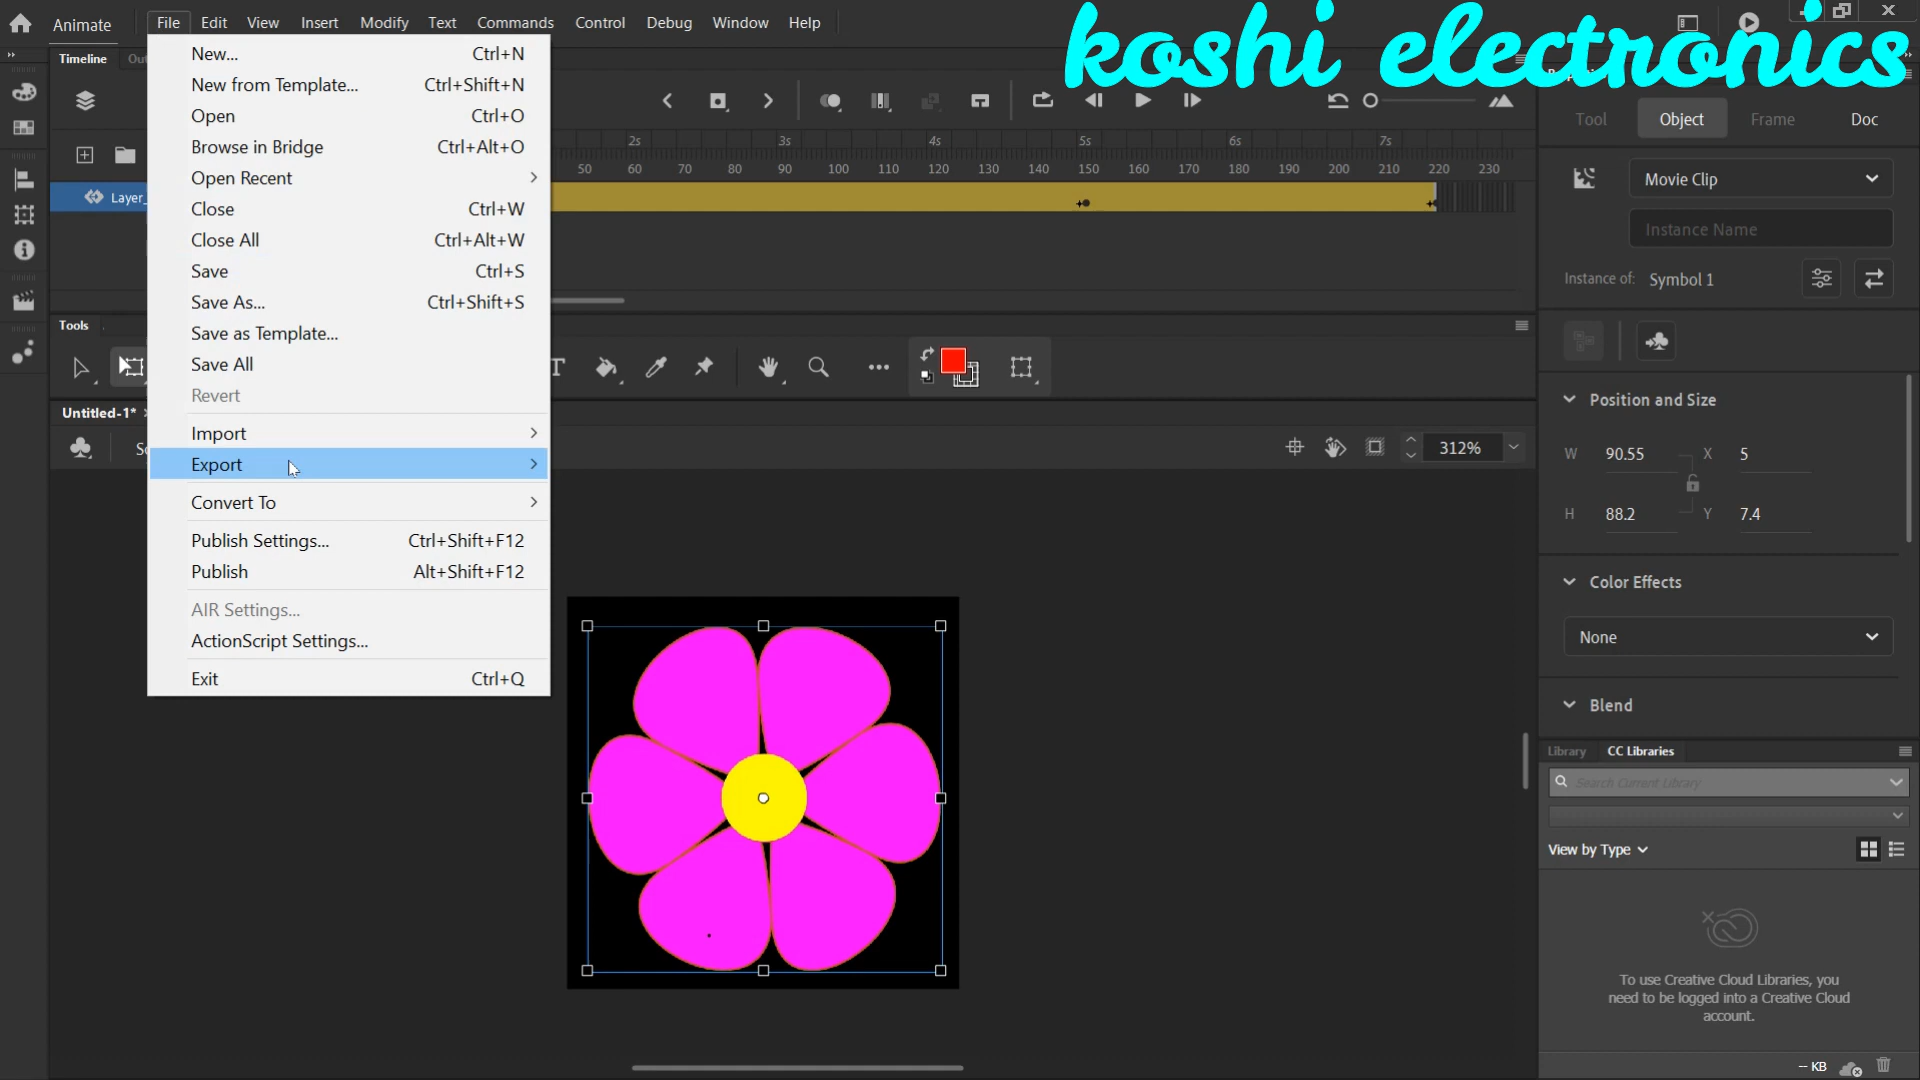 koshi electronics
Animate
File Edit View Insert Modify Text Commands Control Debug Window Help
Timeline
New... Ctrl+N
New from Template... Ctrl+Shift+N
Open Ctrl+O
Browse in Bridge Ctrl+Alt+O
Open Recent
Close Ctrl+W
Close All Ctrl+Alt+W
Save Ctrl+S
Save As... Ctrl+Shift+S
Save as Template...
Save All
Revert
Import
Export
Convert To
Publish Settings... Ctrl+Shift+F12
Publish Alt+Shift+F12
AIR Settings...
ActionScript Settings...
Exit Ctrl+Q
2s 3s 4s 5s 6s 7s
50 60 70 80 90 100 110 120 130 140 150 160 170 180 190 200 210 220 230
Layer_
Tools
Untitled-1*
312%
Tool Object Frame Doc
Movie Clip
Instance Name
Instance of: Symbol 1
Position and Size
W 90.55 X 5
H 88.2 Y 7.4
Color Effects
None
Blend
Library CC Libraries
Search Current Library
View by Type
To use Creative Cloud Libraries, you
need to be logged into a Creative Cloud
account.
-- KB